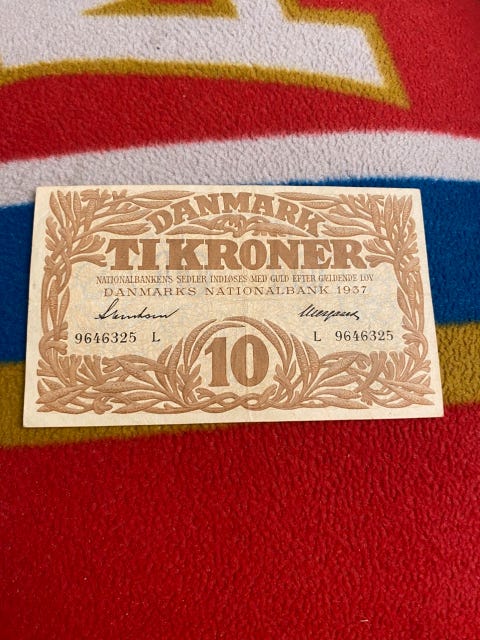 DANMARK
TI KRONER
NATIONALBANKENS SEDLER INDLØSES MED GULD EFTER GÆLDENDE LOV
DANMARKS NATIONALBANK 1937
9646325 L
L 9646325
10